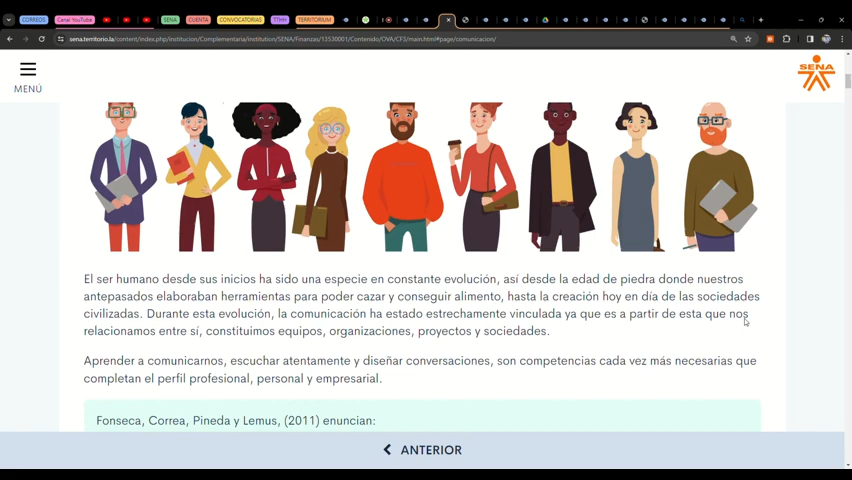 CORREOS
Canal YouTube
SENA
CUENTA
CONVOCATORIAS
TTHH
TERRITORIUM
sena.territorio.la/content/index.php/institucion/Complementaria/institution/SENA/Finanzas/13530001/Contenido/OVA/CF3/main.html#page/comunicacion/
MENÚ
SENA
El ser humano desde sus inicios ha sido una especie en constante evolución, así desde la edad de piedra donde nuestros
antepasados elaboraban herramientas para poder cazar y conseguir alimento, hasta la creación hoy en día de las sociedades
civilizadas. Durante esta evolución, la comunicación ha estado estrechamente vinculada ya que es a partir de esta que nos
relacionamos entre sí, constituimos equipos, organizaciones, proyectos y sociedades.
Aprender a comunicarnos, escuchar atentamente y diseñar conversaciones, son competencias cada vez más necesarias que
completan el perfil profesional, personal y empresarial.
Fonseca, Correa, Pineda y Lemus, (2011) enuncian:
ANTERIOR